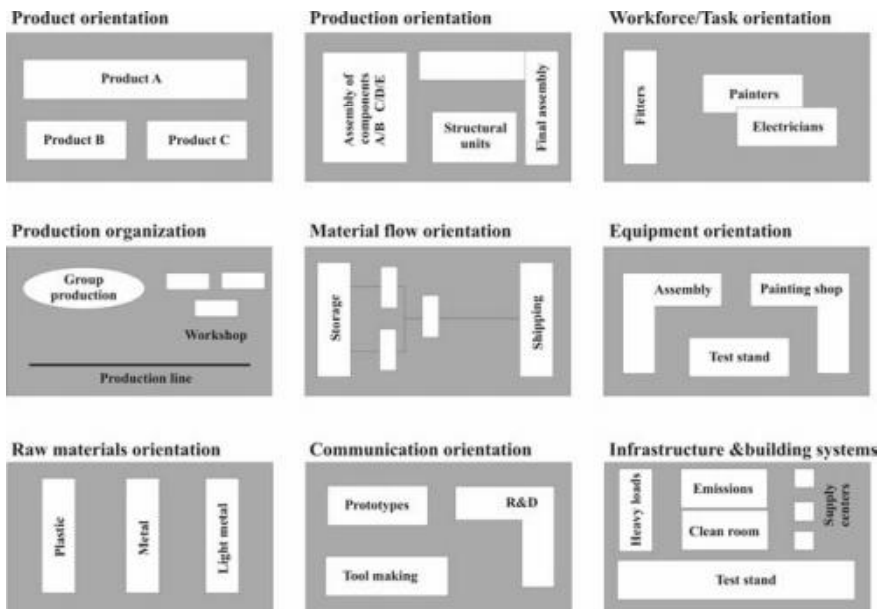 Product orientation
Product A
Product B
Product C
Production orientation
Assembly of
components
A/B C/D/E
Structural
units
Final assembly
Workforce/Task orientation
Fitters
Painters
Electricians
Production organization
Group
production
Workshop
Production line
Material flow orientation
Storage
Shipping
Equipment orientation
Assembly
Painting shop
Test stand
Raw materials orientation
Plastic
Metal
Light metal
Communication orientation
Prototypes
R&D
Tool making
Infrastructure &building systems
Heavy loads
Emissions
Clean room
Supply
centers
Test stand